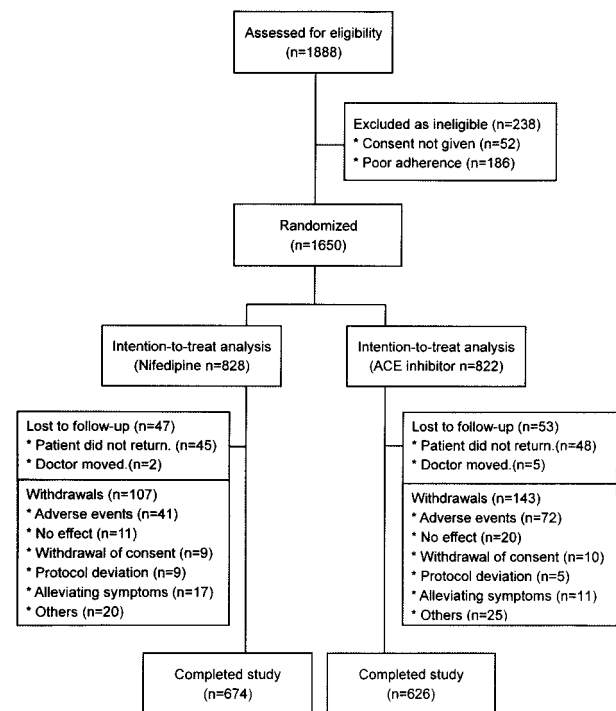 Assessed for eligibility
(n=1888)
Excluded as ineligible (n=238)
* Consent not given (n=52)
* Poor adherence (n=186)
Randomized
(n=1650)
Intention-to-treat analysis
(Nifedipine n=828)
Intention-to-treat analysis
(ACE inhibitor n=822)
Lost to follow-up (n=47)
* Patient did not return. (n=45)
* Doctor moved.(n=2)
Withdrawals (n=107)
* Adverse events (n=41)
* No effect (n=11)
* Withdrawal of consent (n=9)
* Protocol deviation (n=9)
* Alleviating symptoms (n=17)
* Others (n=20)
Lost to follow-up (n=53)
* Patient did not return. (n=48)
* Doctor moved.(n=5)
Withdrawals (n=143)
* Adverse events (n=72)
* No effect (n=20)
* Withdrawal of consent (n=10)
* Protocol deviation (n=5)
* Alleviating symptoms (n=11)
* Others (n=25)
Completed study
(n=674)
Completed study
(n=626)